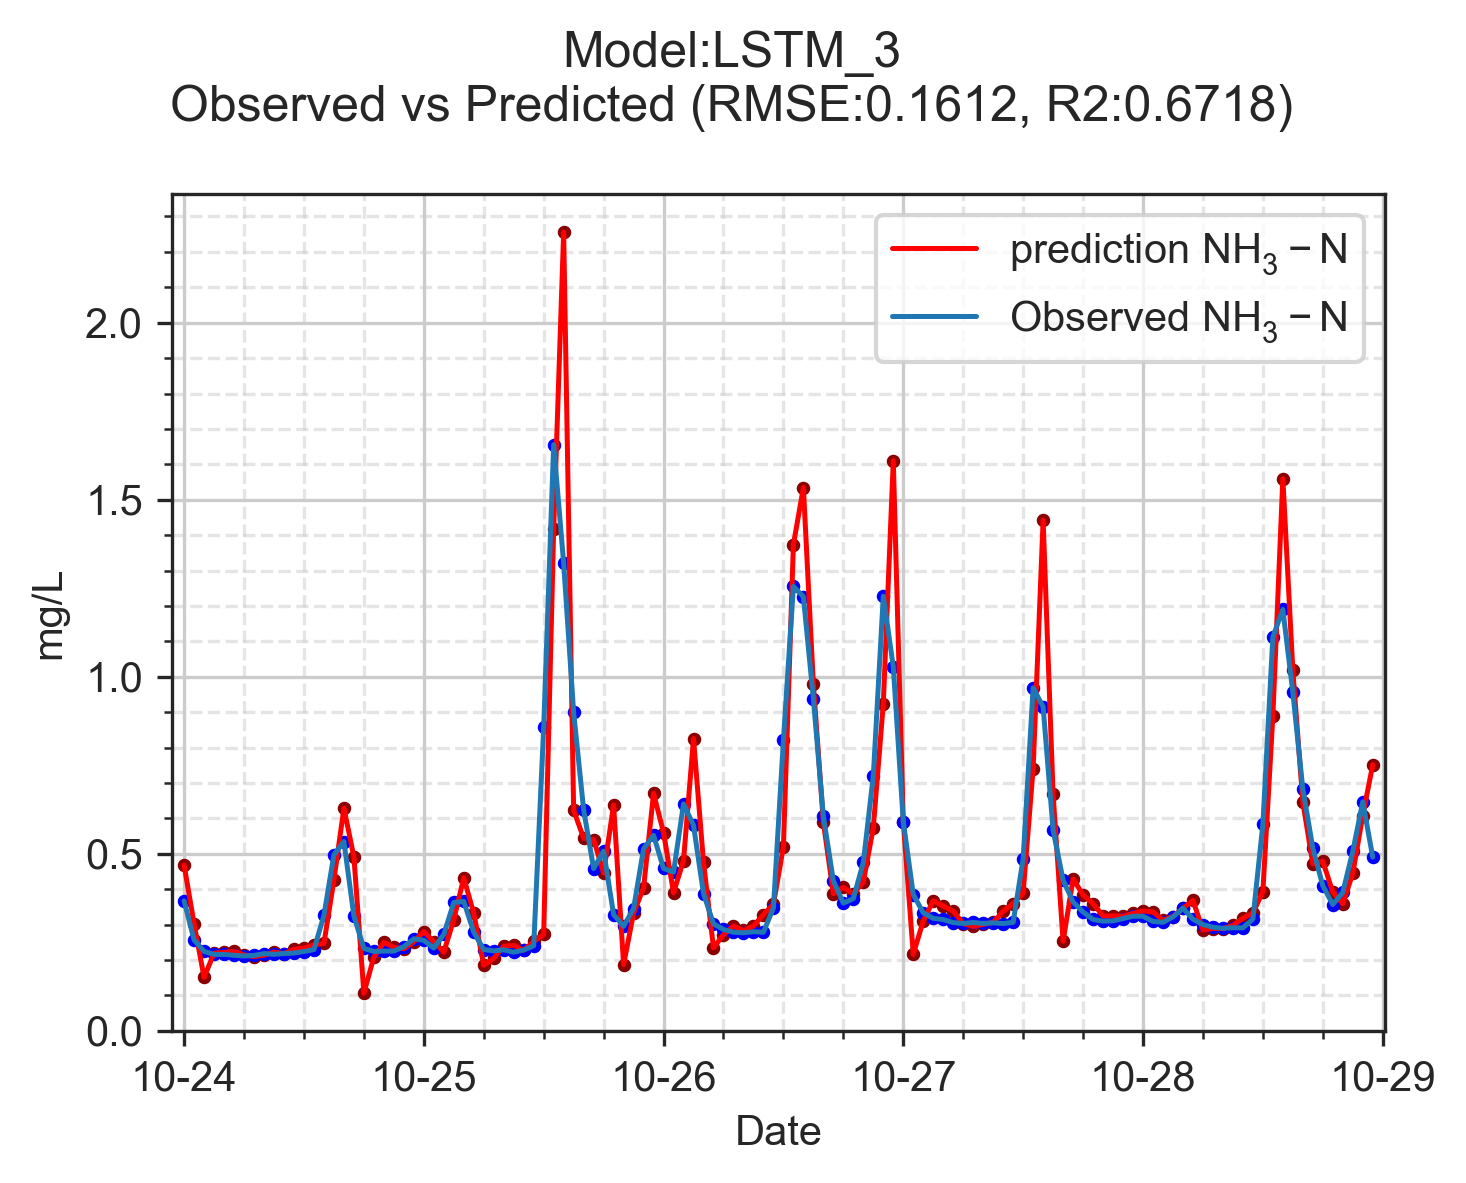 Model:LSTM_3
Observed vs Predicted (RMSE:0.1612, R2:0.6718)
prediction NH₃ − N
Observed NH₃ − N
mg/L
2.0
1.5
1.0
0.5
0.0
10-24 10-25 10-26 10-27 10-28 10-29
Date